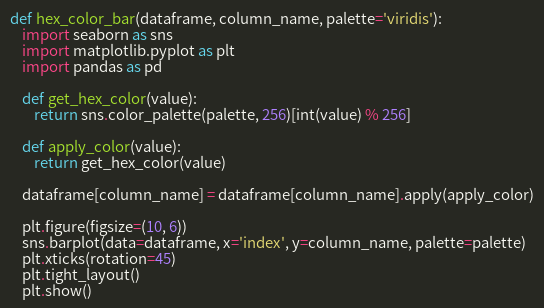 def hex_color_bar(dataframe, column_name, palette='viridis'):
    import seaborn as sns
    import matplotlib.pyplot as plt
    import pandas as pd

    def get_hex_color(value):
        return sns.color_palette(palette, 256)[int(value) % 256]

    def apply_color(value):
        return get_hex_color(value)

    dataframe[column_name] = dataframe[column_name].apply(apply_color)

    plt.figure(figsize=(10, 6))
    sns.barplot(data=dataframe, x='index', y=column_name, palette=palette)
    plt.xticks(rotation=45)
    plt.tight_layout()
    plt.show()